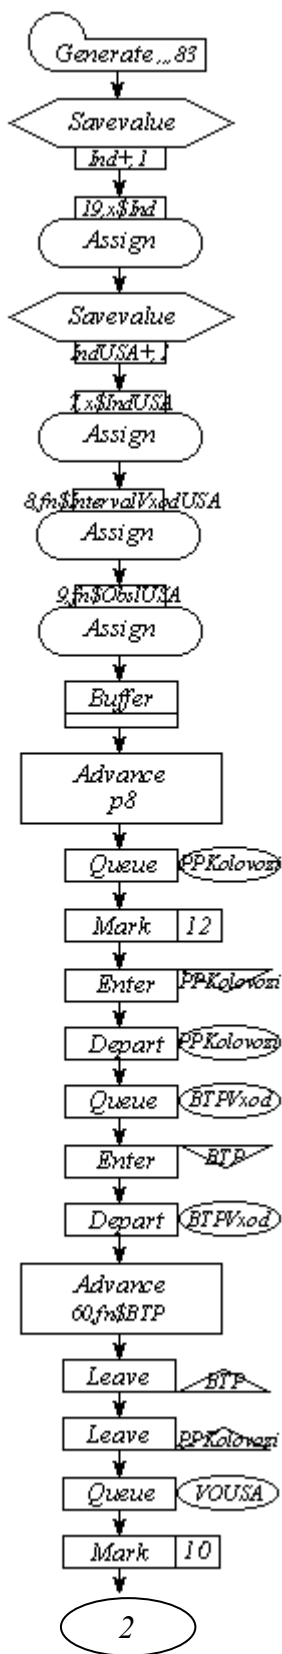 Generate ,,, 83
Savevalue
Ind+, 1
19,x$Ind
Assign
Savevalue
IndUSA+, 1
1,x$IndUSA
Assign
8,fn$IntervalVxodUSA
Assign
9,fn$ObslUSA
Assign
Buffer
Advance
p8
Queue PPKolovozi
Mark 12
Enter PPKolovozi
Depart PPKolovozi
Queue BTPVxod
Enter BTP
Depart BTPVxod
Advance
60,fn$BTP
Leave BTP
Leave PPKolovozi
Queue VOUSA
Mark 10
2